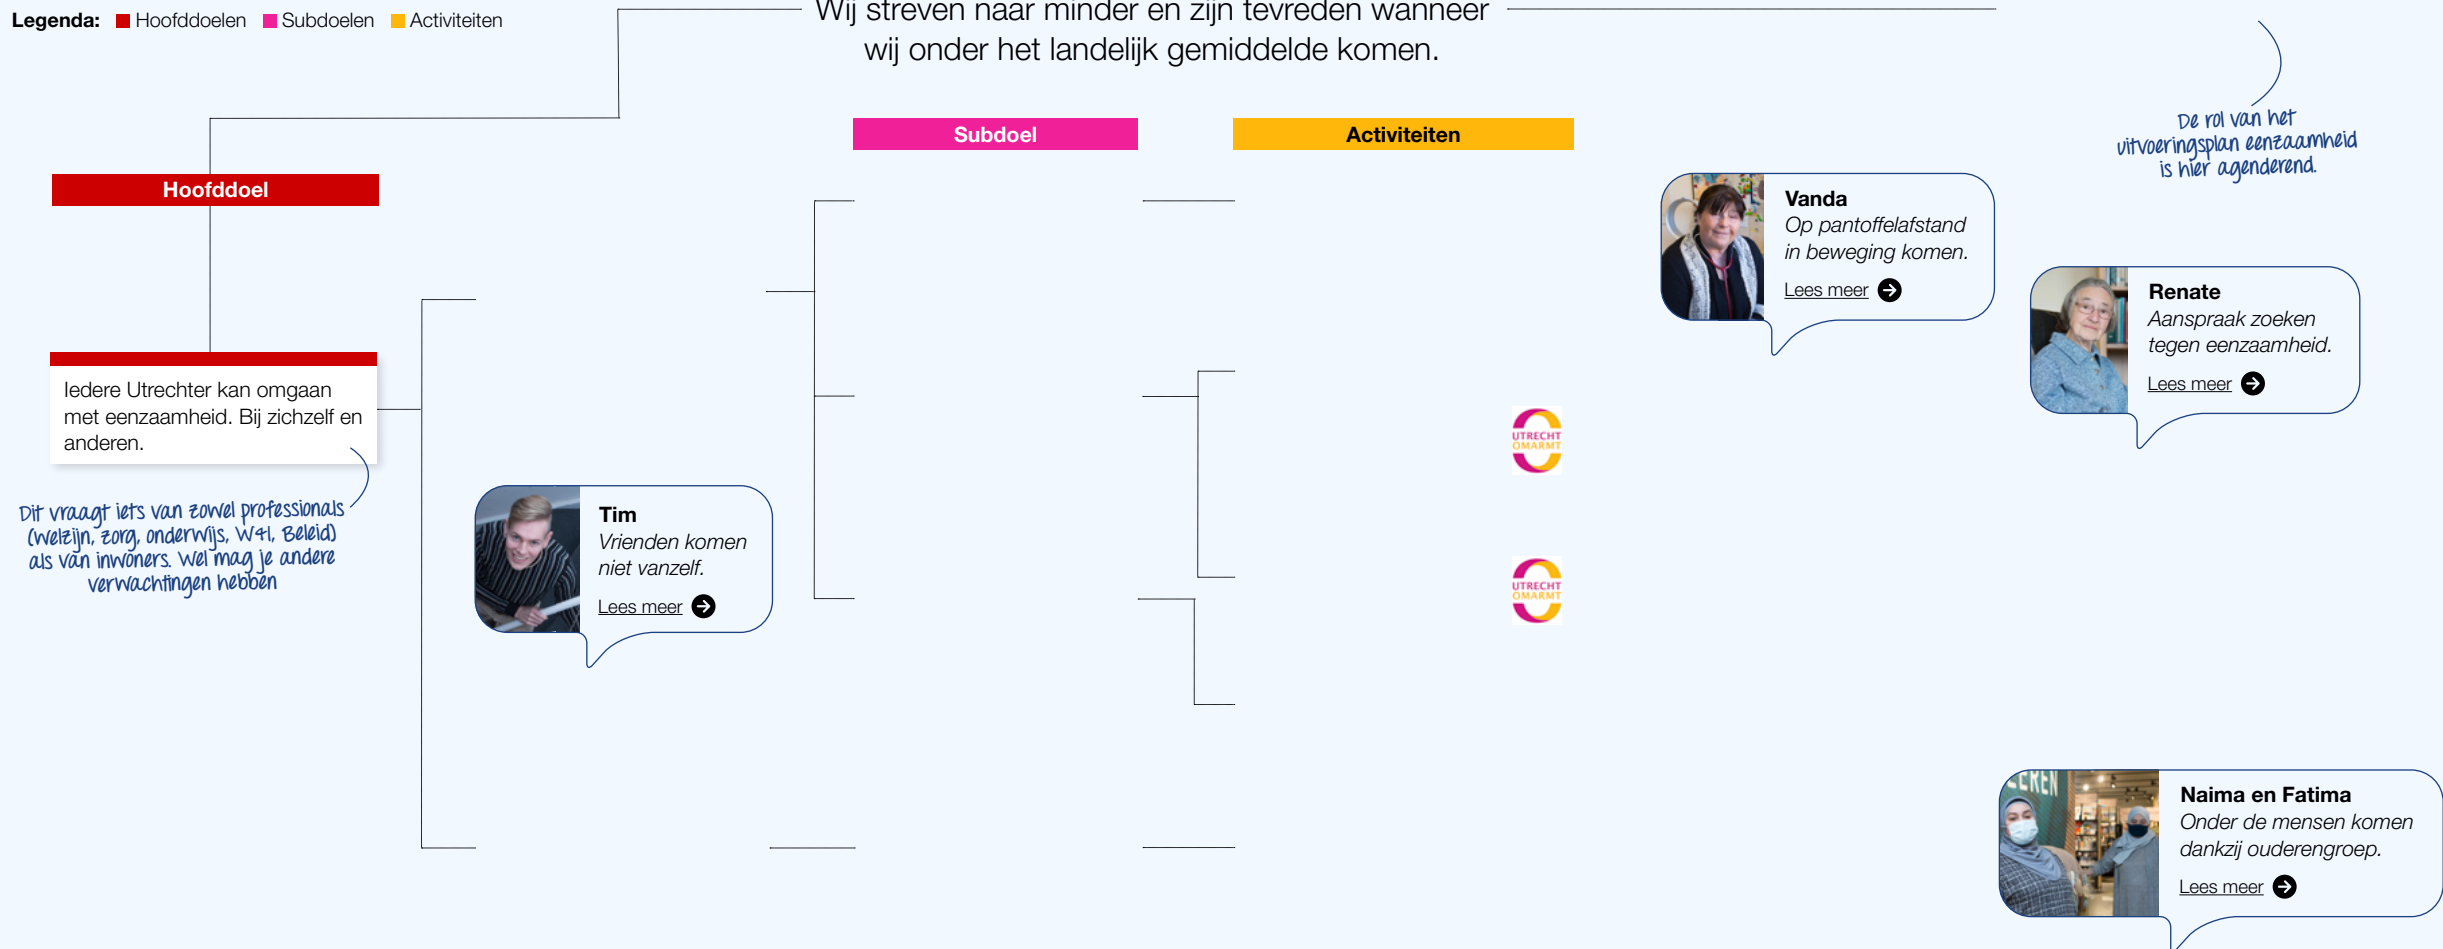 Legenda: Hoofddoelen Subdoelen Activiteiten
Wij streven naar minder en zijn tevreden wanneer
wij onder het landelijk gemiddelde komen.
Hoofddoel
Subdoel
Activiteiten
De rol van het
uitvoeringsplan eenzaamheid
is hier agenderend.
Vanda
Op pantoffelafstand
in beweging komen.
Lees meer
Renate
Aanspraak zoeken
tegen eenzaamheid.
Lees meer
Iedere Utrechter kan omgaan
met eenzaamheid. Bij zichzelf en
anderen.
Dit vraagt iets van zowel professionals
(Welzijn, zorg, onderwijs, W4I, Beleid)
als van inwoners. Wel mag je andere
verwachtingen hebben
Tim
Vrienden komen
niet vanzelf.
Lees meer
UTRECHT
OMARMT
UTRECHT
OMARMT
EREN
Naima en Fatima
Onder de mensen komen
dankzij ouderengroep.
Lees meer